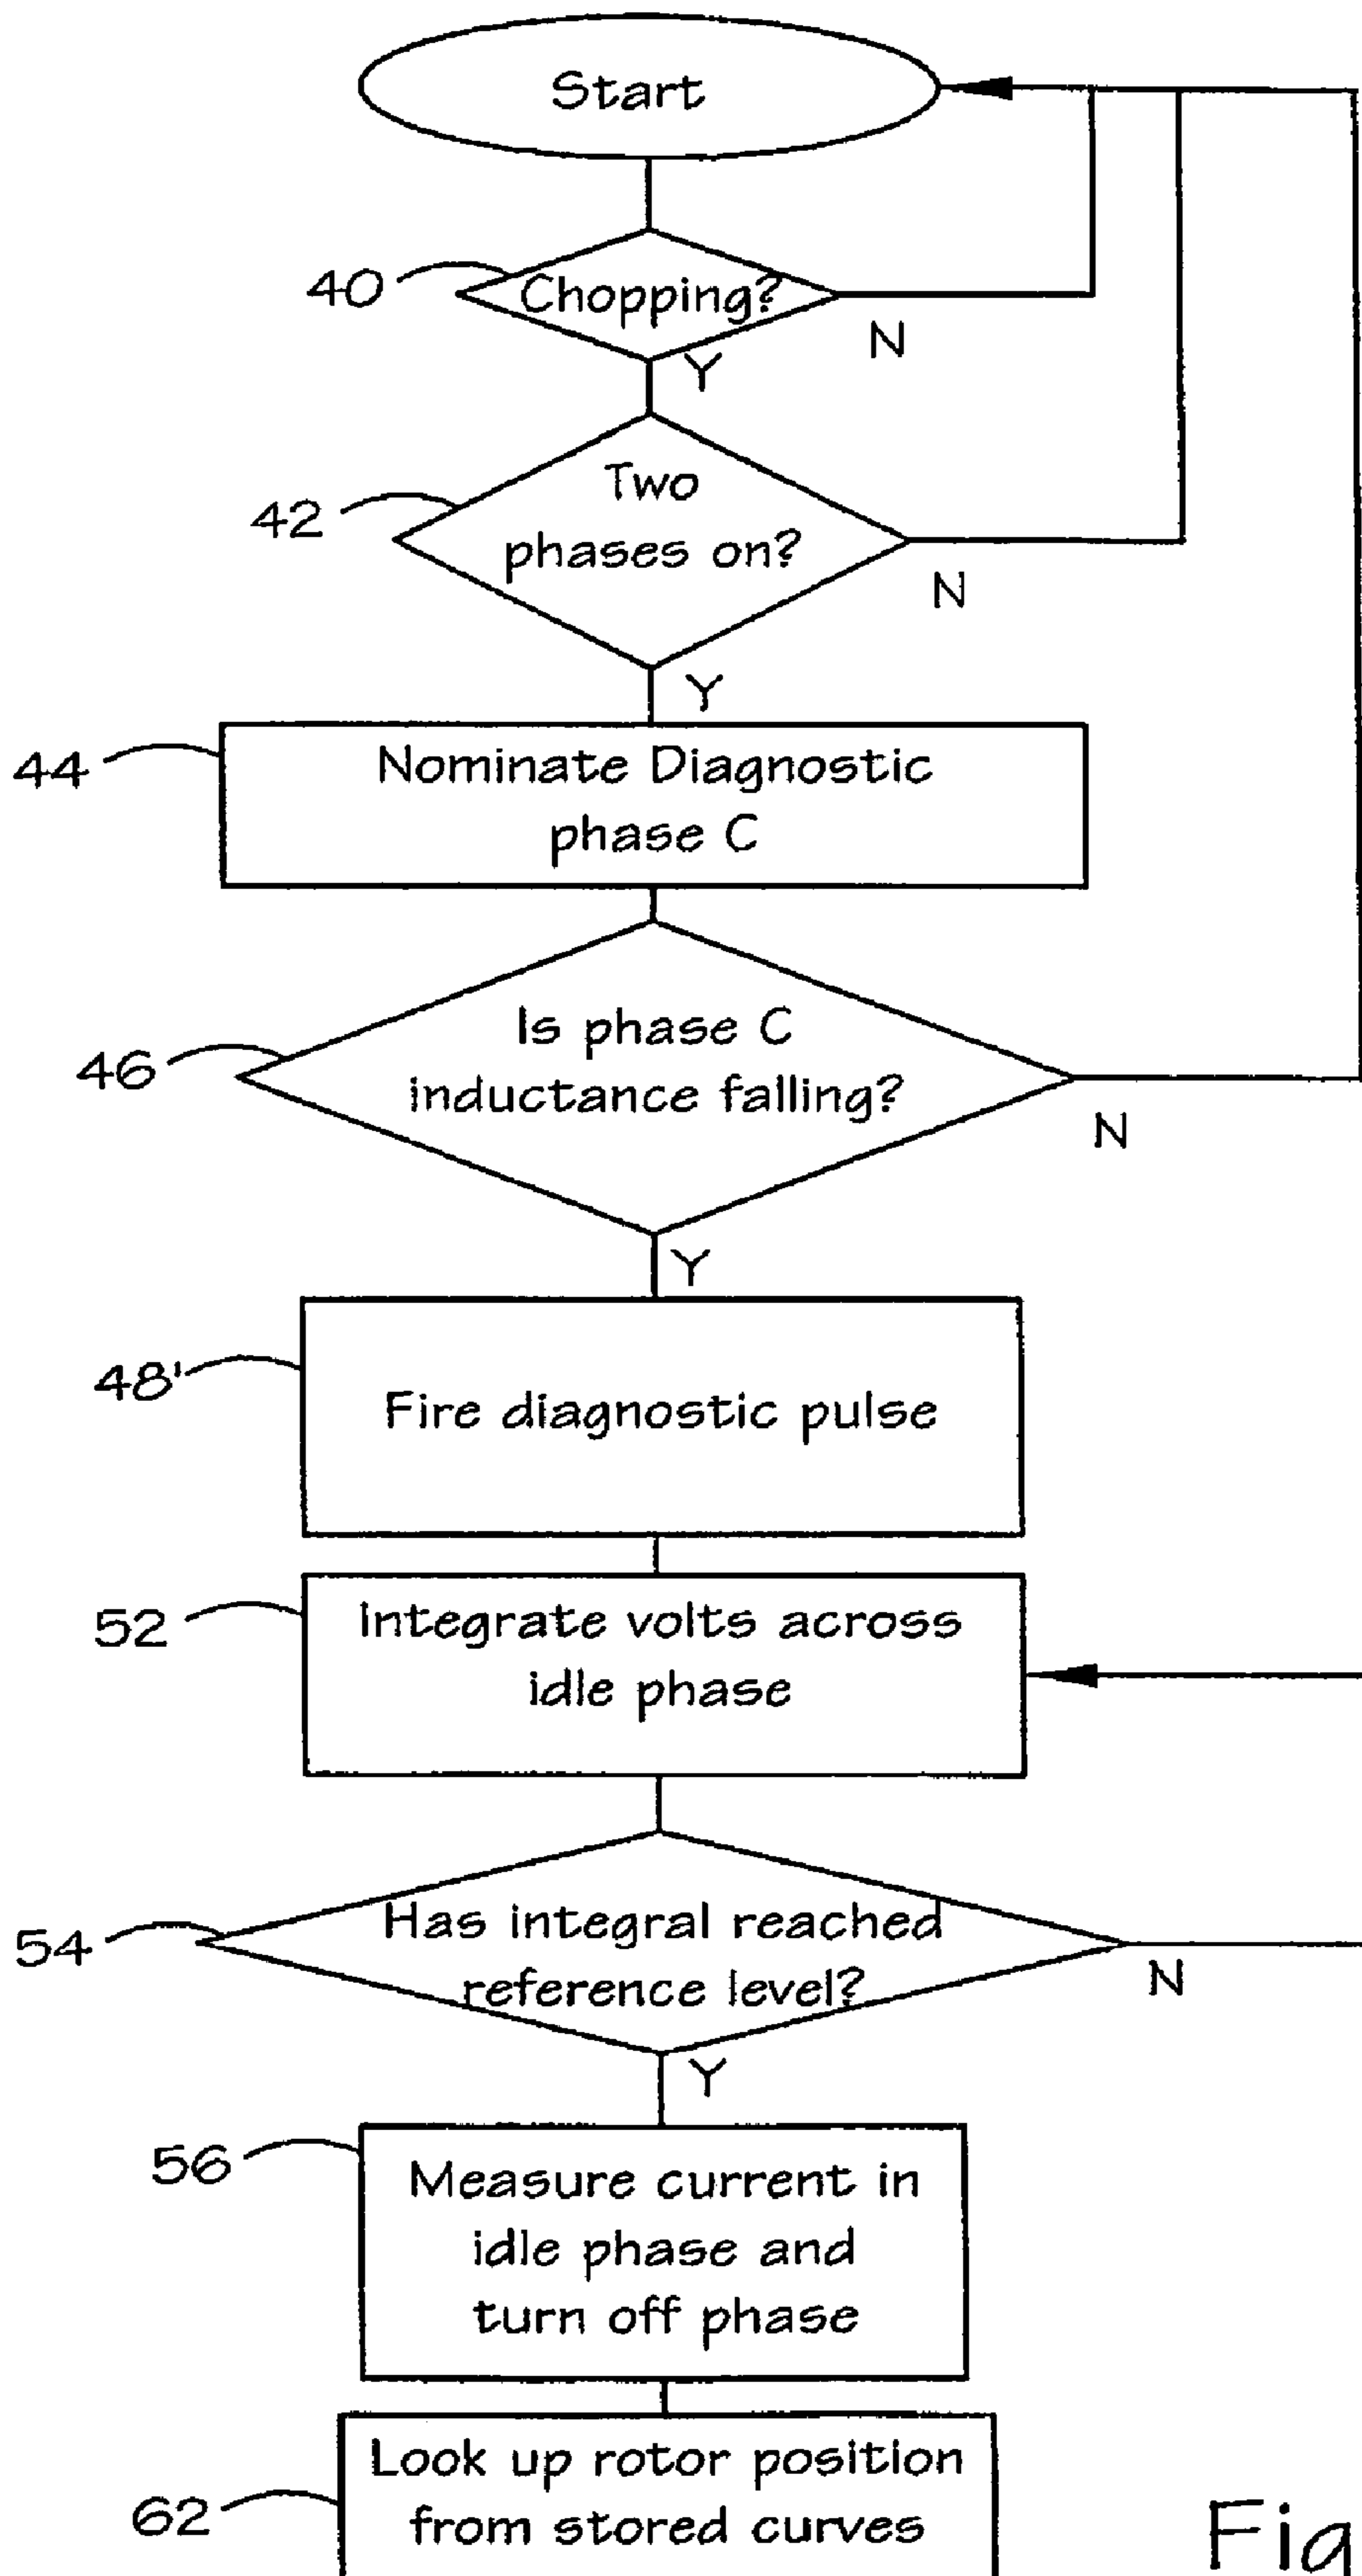 Start
40
Chopping?
N
Y
42
Two
phases on?
N
Y
44
Nominate Diagnostic
phase C
46
Is phase C
inductance falling?
N
Y
48'
Fire diagnostic pulse
52
Integrate volts across
idle phase
54
Has integral reached
reference level?
N
Y
56
Measure current in
idle phase and
turn off phase
62
Look up rotor position
from stored curves
Fig